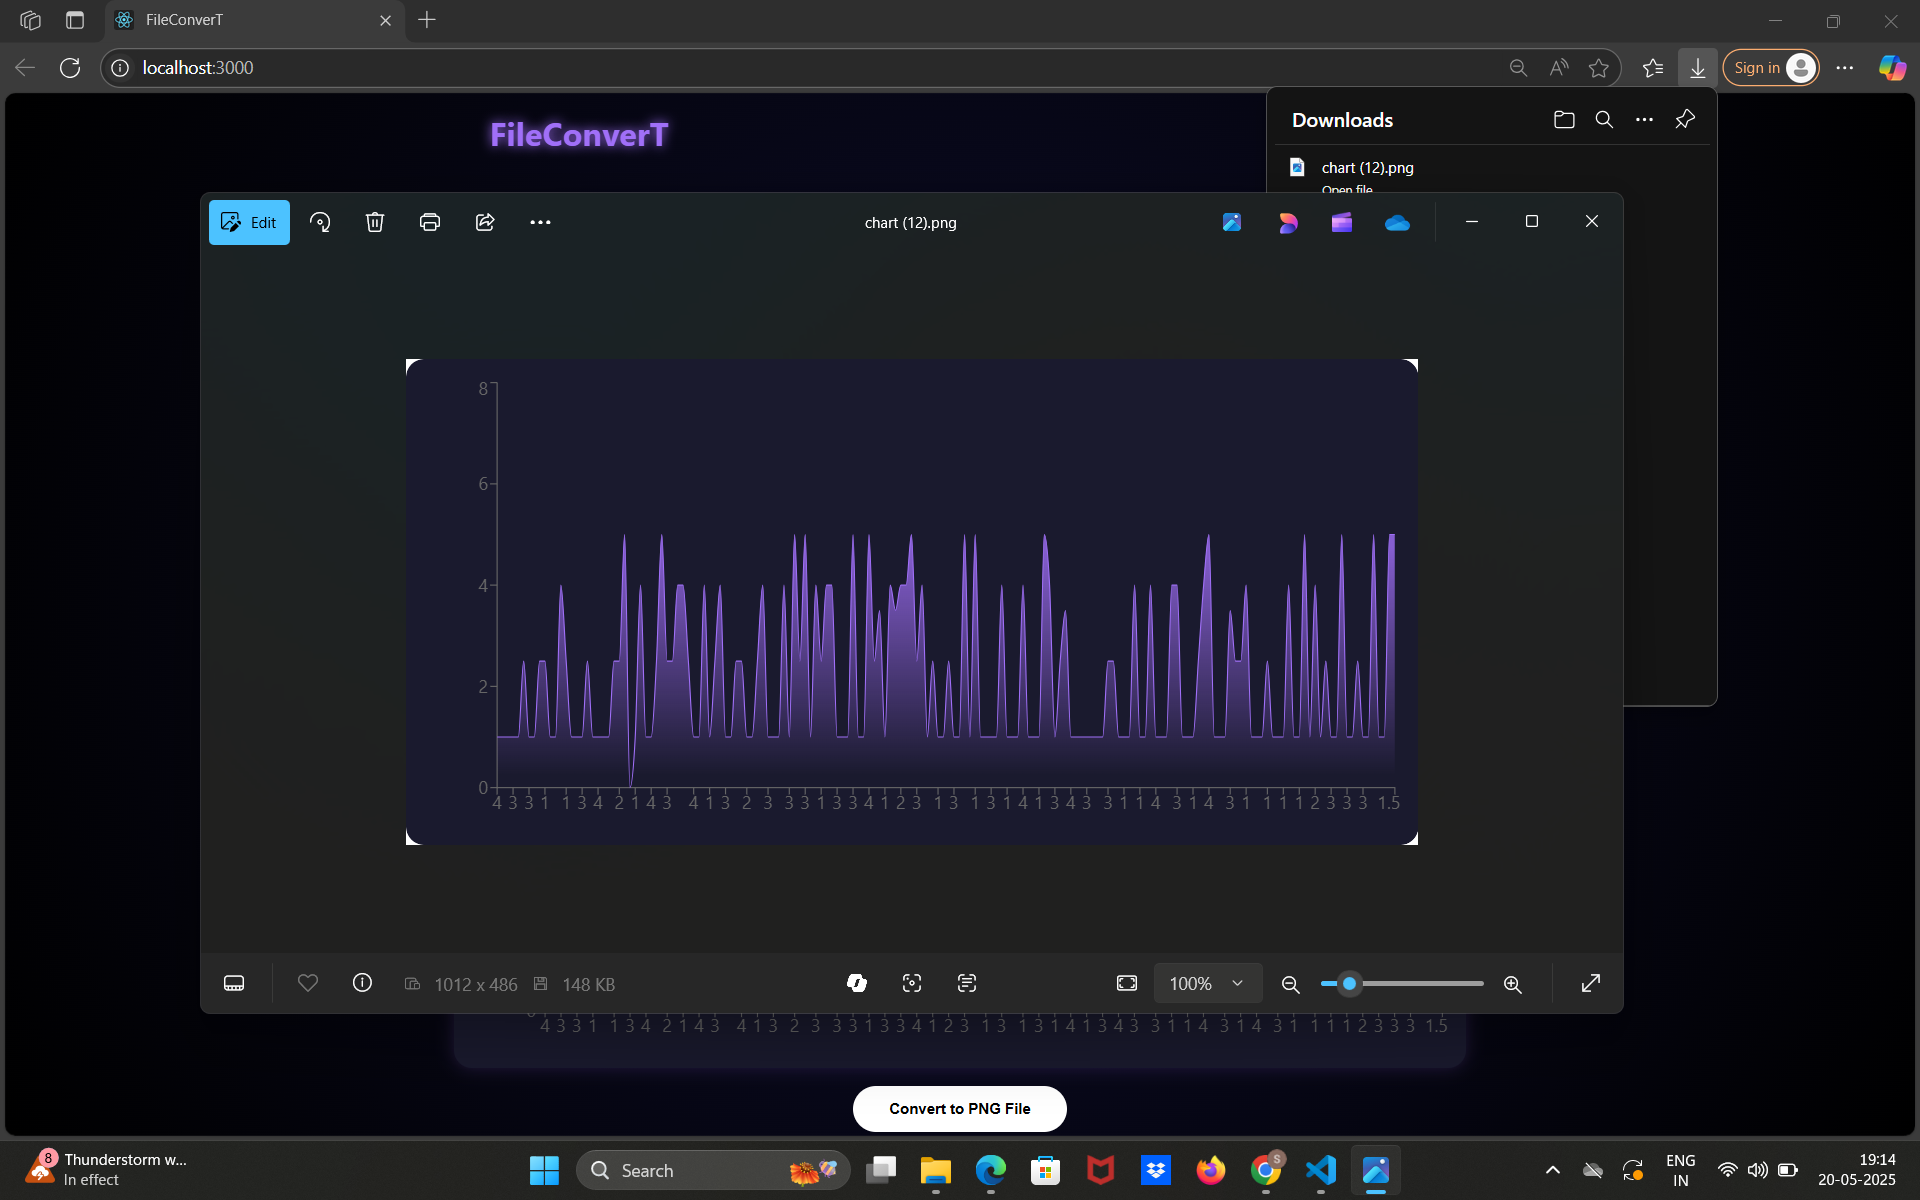 FileConverT
localhost:3000
Sign in
FileConverT
Downloads
chart (12).png
Open file
Edit
chart (12).png
8
6
4
2
0
4 3 3 1 1 3 4 2 1 4 3 4 1 3 2 3 3 3 1 3 3 4 1 2 3 1 3 1 3 1 4 1 3 4 3 3 1 1 4 3 1 4 3 1 1 1 1 2 3 3 3 1.5
1012 x 486
148 KB
100%
4 3 3 1 1 3 4 2 1 4 3 4 1 3 2 3 3 3 1 3 3 4 1 2 3 1 3 1 3 1 4 1 3 4 3 3 1 1 4 3 1 4 3 1 1 1 1 2 3 3 3 1.5
Convert to PNG File
8
Thunderstorm w...
In effect
Search
S
ENG
IN
19:14
20-05-2025